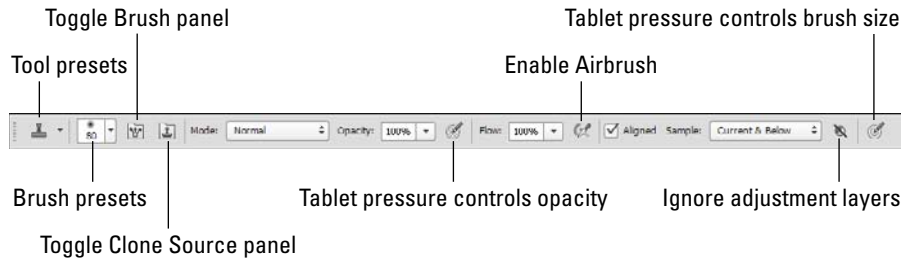 Toggle Brush panel
Tablet pressure controls brush size
Tool presets
Enable Airbrush
80
Mode: Normal
Opacity: 100%
Flow: 100%
Aligned
Sample: Current & Below
Brush presets
Tablet pressure controls opacity
Ignore adjustment layers
Toggle Clone Source panel